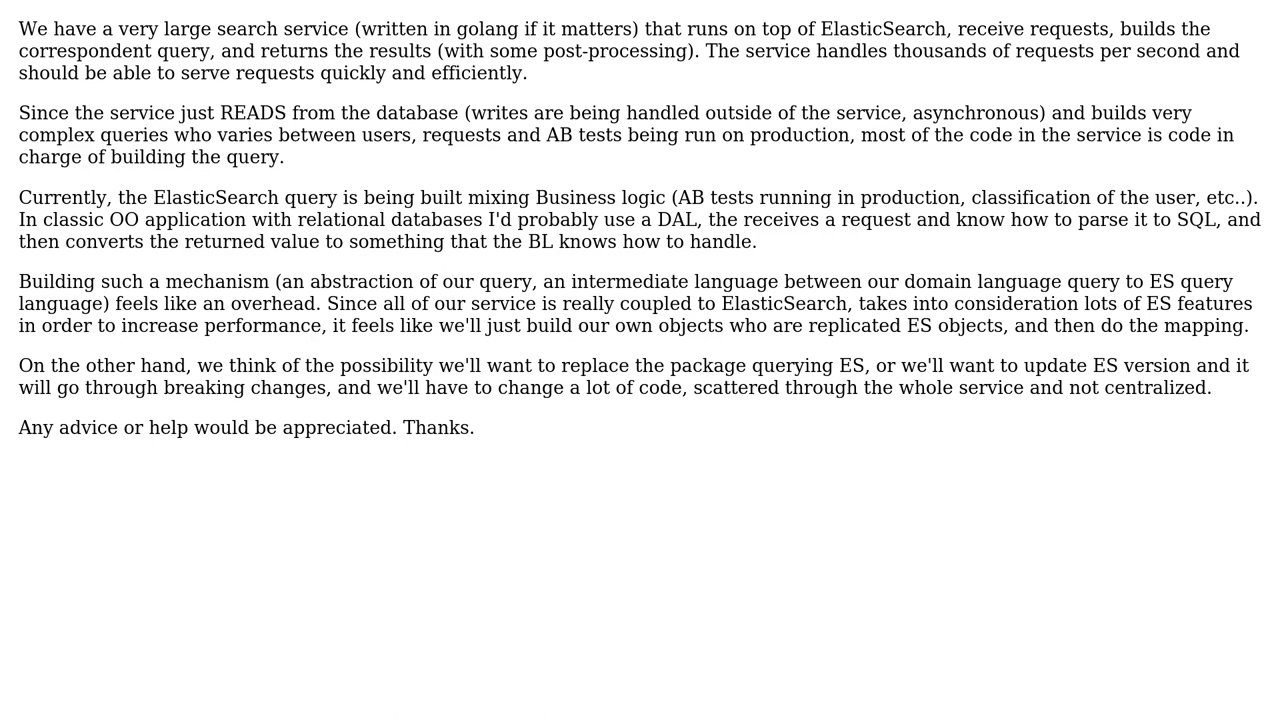 We have a very large search service (written in golang if it matters) that runs on top of ElasticSearch, receive requests, builds the
correspondent query, and returns the results (with some post-processing). The service handles thousands of requests per second and
should be able to serve requests quickly and efficiently.
Since the service just READS from the database (writes are being handled outside of the service, asynchronous) and builds very
complex queries who varies between users, requests and AB tests being run on production, most of the code in the service is code in
charge of building the query.
Currently, the ElasticSearch query is being built mixing Business logic (AB tests running in production, classification of the user, etc..).
In classic OO application with relational databases I'd probably use a DAL, the receives a request and know how to parse it to SQL, and
then converts the returned value to something that the BL knows how to handle.
Building such a mechanism (an abstraction of our query, an intermediate language between our domain language query to ES query
language) feels like an overhead. Since all of our service is really coupled to ElasticSearch, takes into consideration lots of ES features
in order to increase performance, it feels like we'll just build our own objects who are replicated ES objects, and then do the mapping.
On the other hand, we think of the possibility we'll want to replace the package querying ES, or we'll want to update ES version and it
will go through breaking changes, and we'll have to change a lot of code, scattered through the whole service and not centralized.
Any advice or help would be appreciated. Thanks.